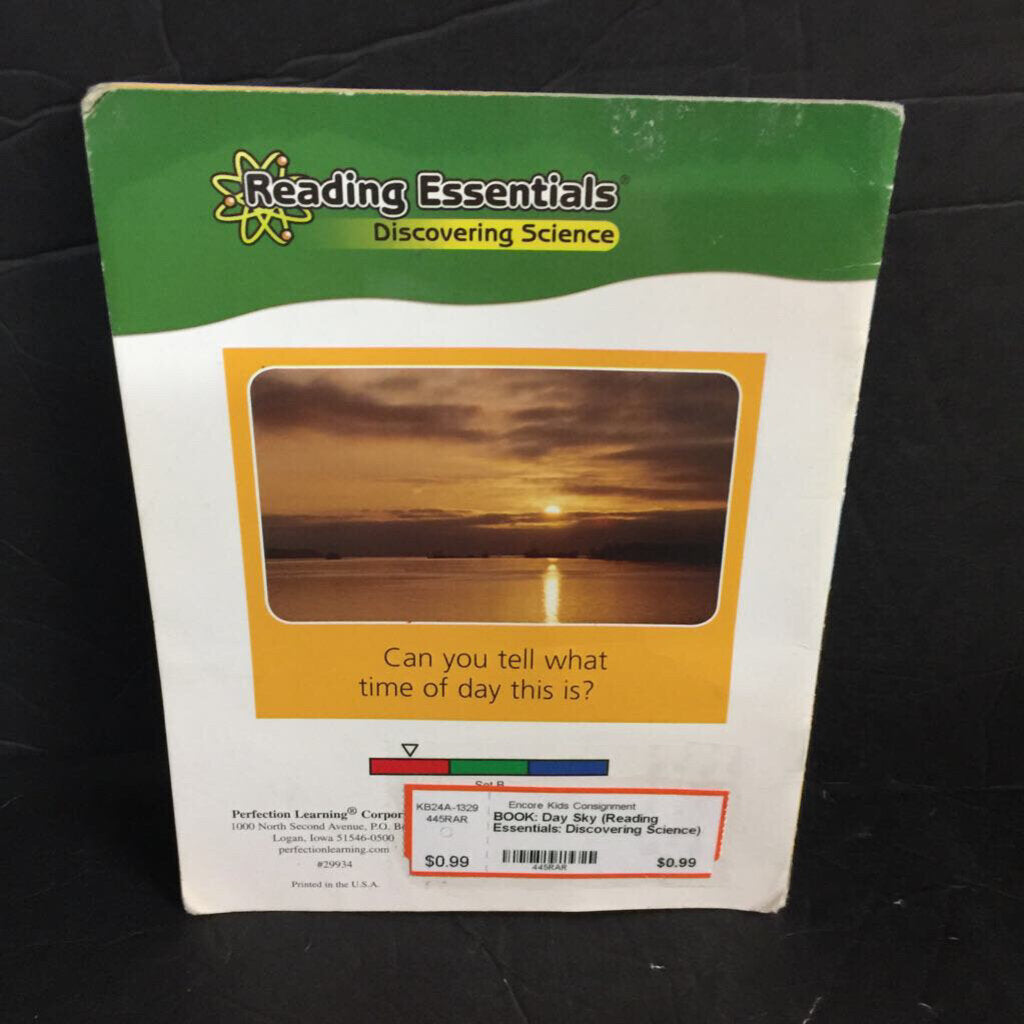 Reading Essentials®
Discovering Science
Can you tell what
time of day this is?
Perfection Learning® Corpor
1000 North Second Avenue, P.O. B
Logan, Iowa 51546-0500
perfectionlearning.com
#29934
Printed in the U.S.A.
KB24A-1329
445RAR
$0.99
Encore Kids Consignment
BOOK: Day Sky (Reading
Essentials: Discovering Science)
445RAR
$0.99